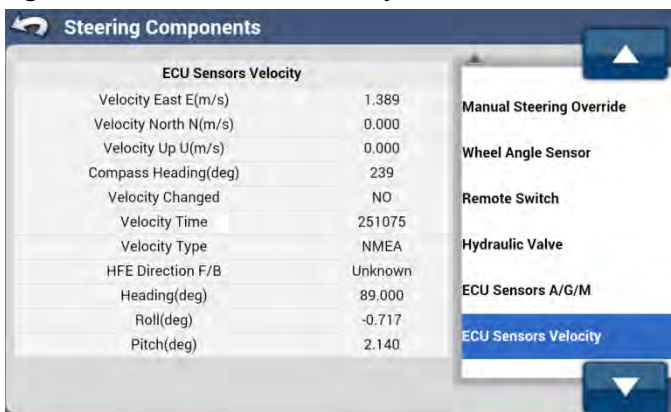 Steering Components
ECU Sensors Velocity
Velocity East E(m/s) 1.389
Velocity North N(m/s) 0.000
Velocity Up U(m/s) 0.000
Compass Heading(deg) 239
Velocity Changed NO
Velocity Time 251075
Velocity Type NMEA
HFE Direction F/B Unknown
Heading(deg) 89.000
Roll(deg) -0.717
Pitch(deg) 2.140
Manual Steering Override
Wheel Angle Sensor
Remote Switch
Hydraulic Valve
ECU Sensors A/G/M
ECU Sensors Velocity